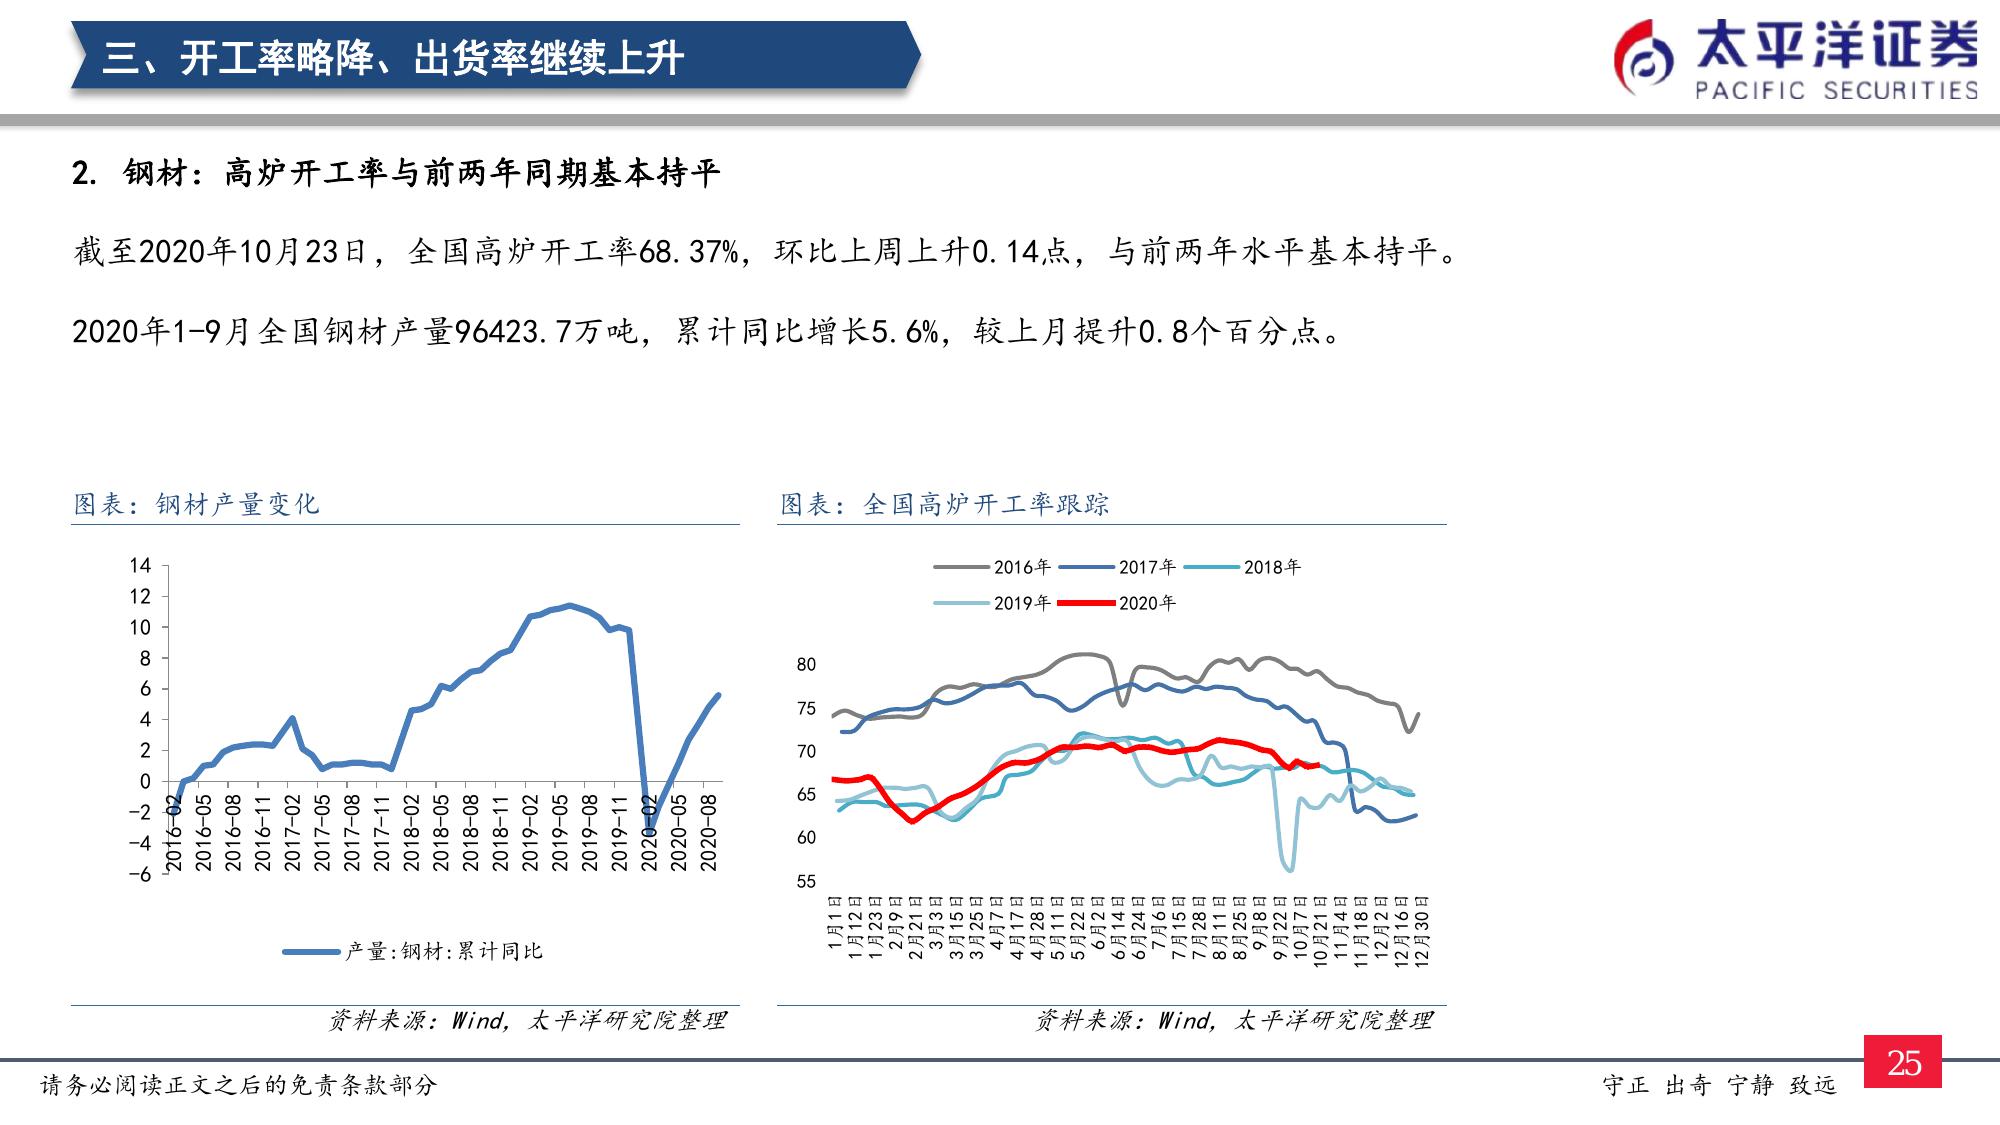 三、开工率略降、出货率继续上升
太平洋证券
PACIFIC SECURITIES
2. 钢材：高炉开工率与前两年同期基本持平
截至2020年10月23日，全国高炉开工率68.37%，环比上周上升0.14点，与前两年水平基本持平。
2020年1-9月全国钢材产量96423.7万吨，累计同比增长5.6%，较上月提升0.8个百分点。
图表：钢材产量变化
14
12
10
8
6
4
2
0
-2
-4
-6
2016-02
2016-05
2016-08
2016-11
2017-02
2017-05
2017-08
2017-11
2018-02
2018-05
2018-08
2018-11
2019-02
2019-05
2019-08
2019-11
2020-02
2020-05
2020-08
产量:钢材:累计同比
资料来源：Wind，太平洋研究院整理
图表：全国高炉开工率跟踪
2016年 2017年 2018年
2019年 2020年
80
75
70
65
60
55
1月1日
1月12日
1月23日
2月9日
2月21日
3月3日
3月15日
3月25日
4月7日
4月17日
4月28日
5月11日
5月22日
6月2日
6月14日
6月24日
7月6日
7月15日
7月28日
8月11日
8月25日
9月8日
9月22日
10月7日
10月21日
11月4日
11月18日
12月2日
12月16日
12月30日
资料来源：Wind，太平洋研究院整理
请务必阅读正文之后的免责条款部分
守正 出奇 宁静 致远
25